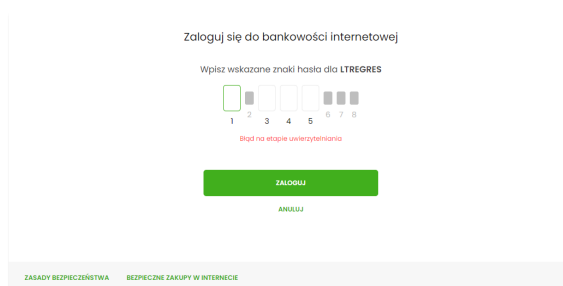 Zaloguj się do bankowości internetowej
Wpisz wskazane znaki hasła dla LTREGRES
1 2 3 4 5 6 7 8
Błąd na etapie uwierzytelniania
ZALOGUJ
ANULUJ
ZASADY BEZPIECZEŃSTWA BEZPIECZNE ZAKUPY W INTERNECIE